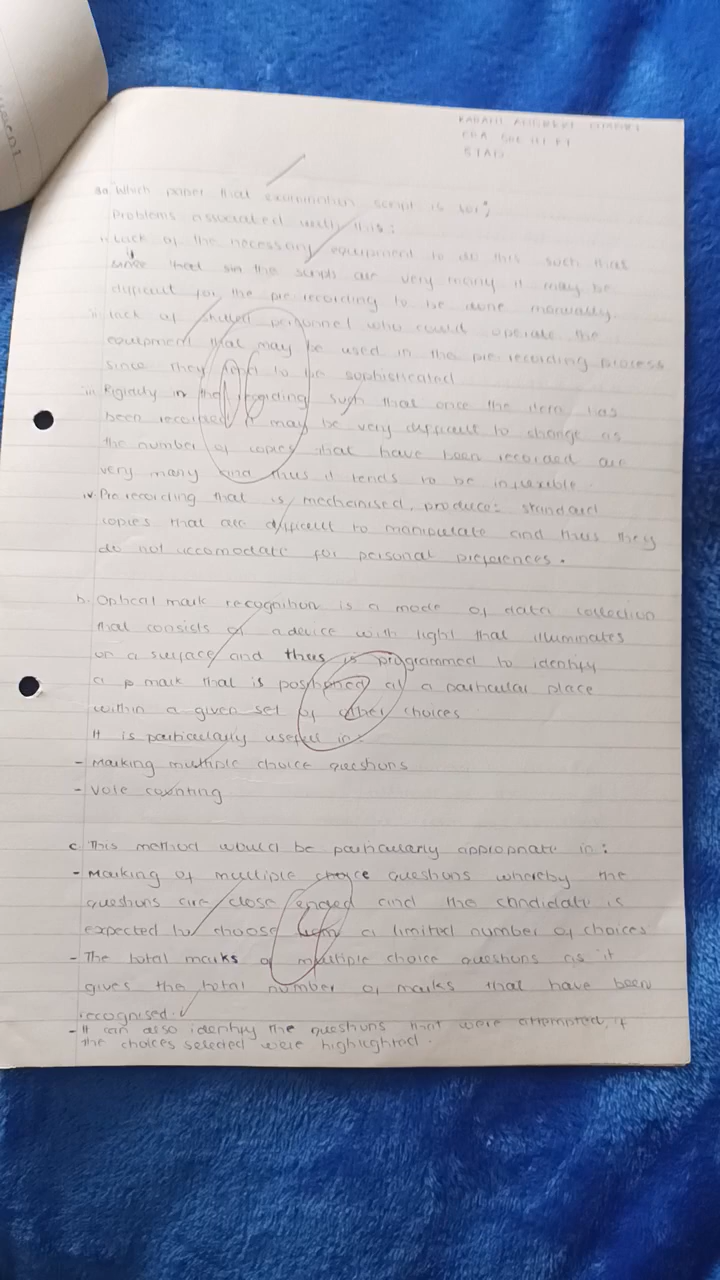 STAD
3a Which paper that examination script is for;
Problems associated with this:
i. Lack of the necessary equipment to do this such that
since that sin the scripts are very many it may be
difficult for the pre recording to be done manually.
ii. Lack of skilled personnel who could operate the
equipment that may be used in the pre recording process
since they to be sophisticated
iii. Rigidity in the recording such that once the item has
been recorded it may be very difficult to change as
the number of copies that have been recorded are
very many and thus it tends to be inflexible.
iv. Pre recording that is mechanised, produces standard
copies that are difficult to manipulate and thus they
do not accomodate for personal preferences.
b. Optical mark recognition is a mode of data collection
that consists of a device with light that illuminates
on a surface and thus is programmed to identify
a p mark that is positioned at a particular place
within a given set of other choices
It is particularly useful in:
- Marking multiple choice questions
- Vote counting
c This method would be particularly appropriate in:
- Marking of multiple choice questions whereby the
questions are close ended and the candidate is
expected to choose from a limited number of choices
- The total marks of multiple choice questions as it
gives the total number of marks that have been
recognised.
- It can also identify the questions that were attempted, if
the choices selected were highlighted.